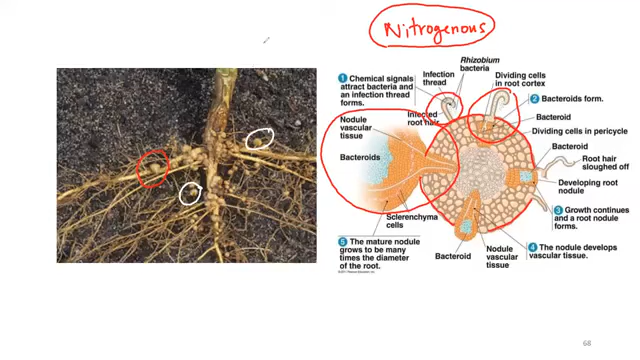 Nitrogenous
Rhizobium
bacteria
Infection
thread
Dividing cells
in root cortex
1 Chemical signals
attract bacteria and
an infection thread
forms.
2 Bacteroids form.
Infected root hair
Bacteroid
Dividing cells in pericycle
Nodule
vascular
tissue
Bacteroids
Bacteroid
Root hair
sloughed off
Developing root
nodule
Sclerenchyma
cells
3 Growth continues
and a root nodule
forms.
5 The mature nodule
grows to be many
times the diameter
of the root.
Bacteroid
Nodule
vascular
tissue
4 The nodule develops
vascular tissue.
©2011 Pearson Education, Inc.
68